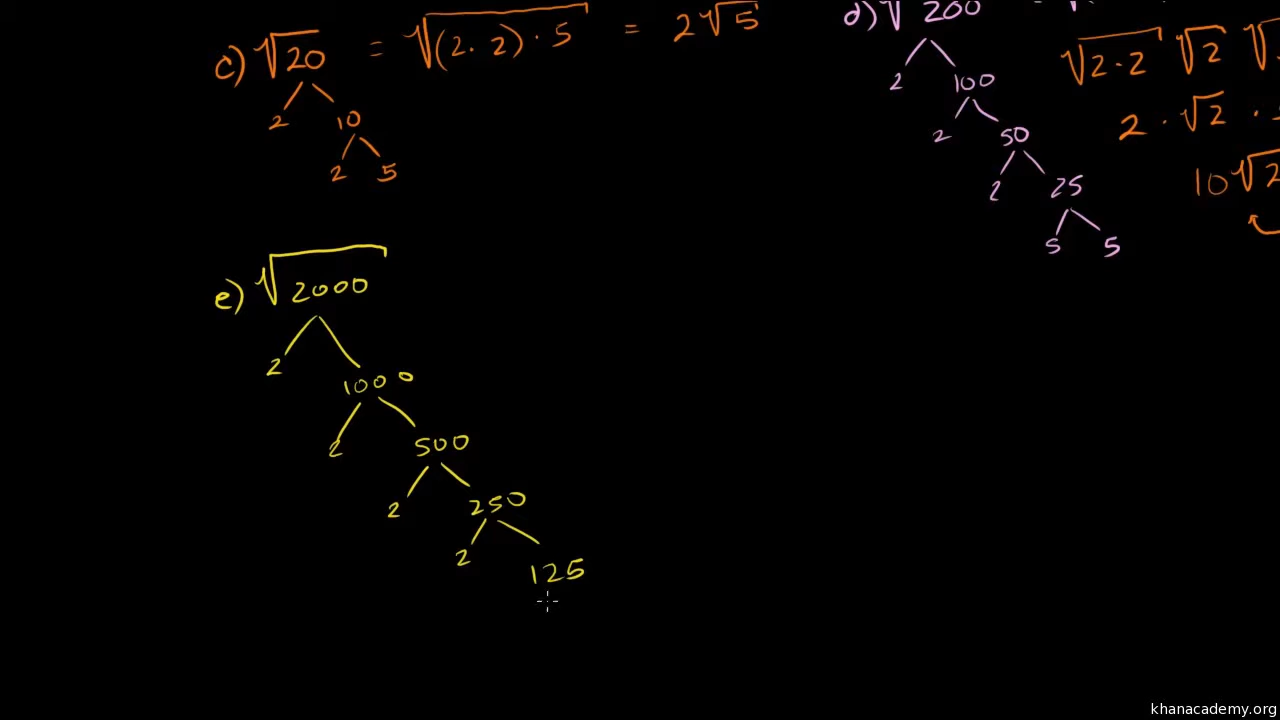 c) √20 = √(2·2)·5 = 2√5
2 10
2 5
d) √200
2 100
2 50
2 25
5 5
√2·2 √2
2 · √2 ·
10√2
e) √2000
2 1000
2 500
2 250
2 125
khanacademy.org